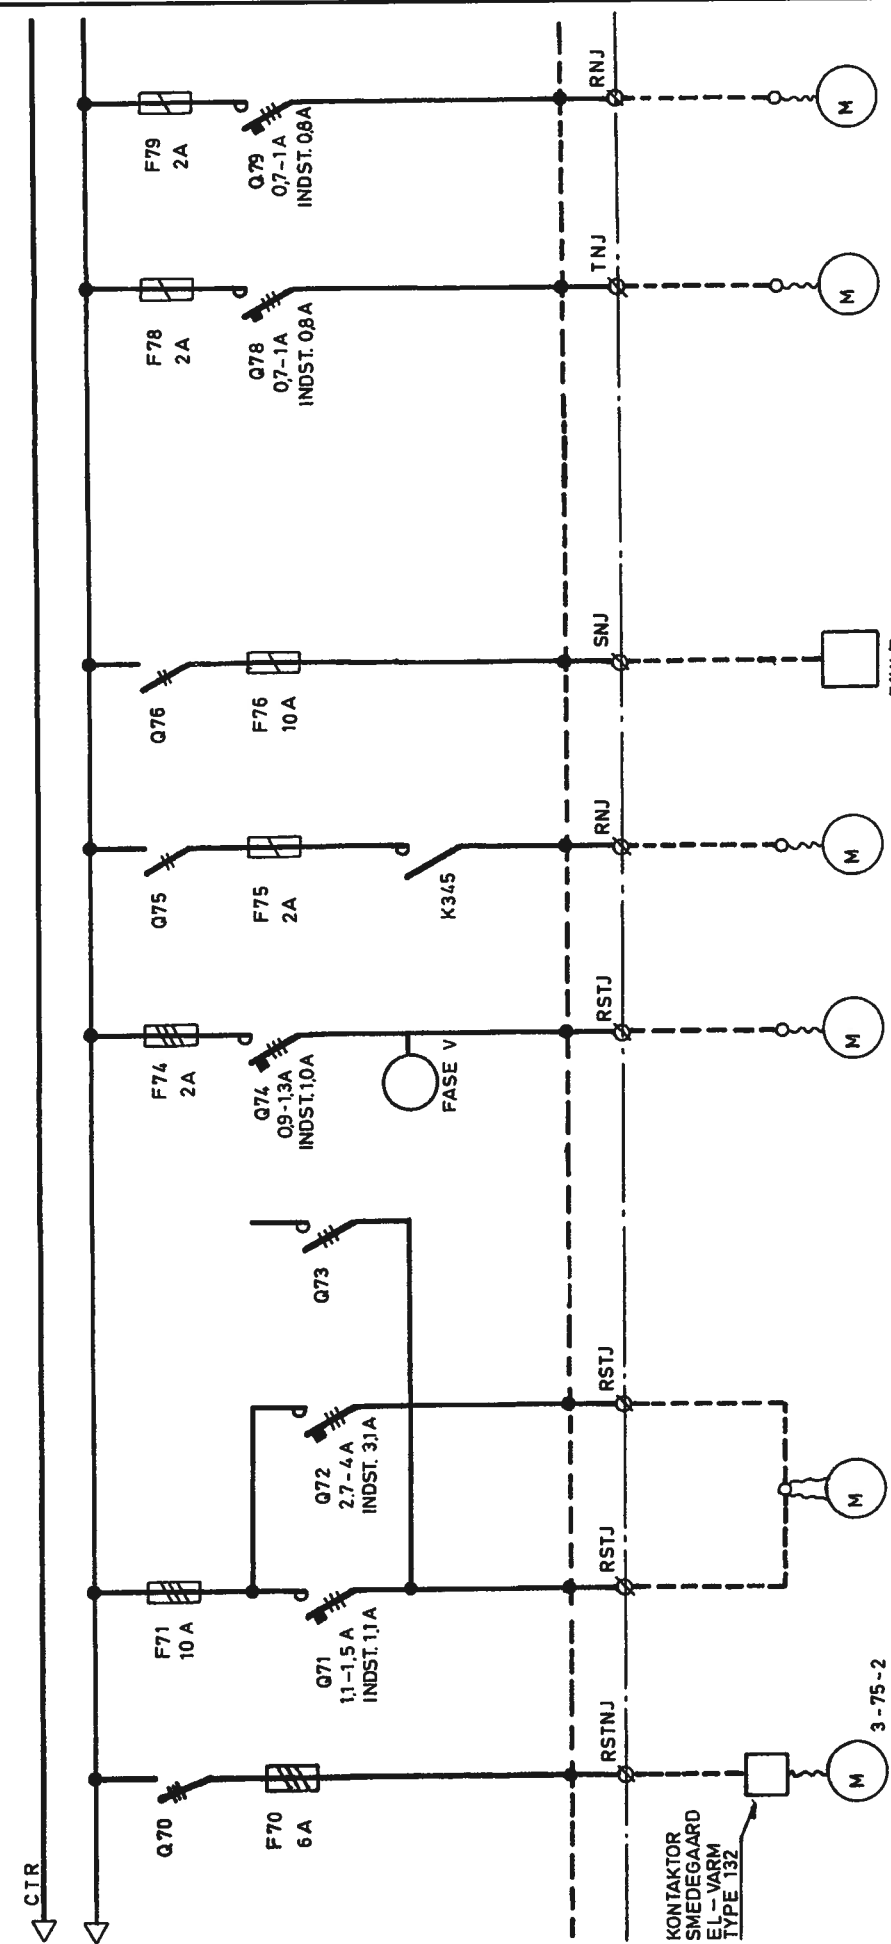 CTR
Q70
F70
6A
RSTNJ
KONTAKTOR
SMEDEGAARD
EL-VARM
TYPE 132
M
3-75-2
F71
10A
Q71
1,1-1,5A
INDST. 1,1A
RSTJ
Q72
2.7-4A
INDST. 3,1A
RSTJ
M
Q73
F74
2A
Q74
0,9-1,3A
INDST. 1,0A
FASE V
RSTJ
M
Q75
F75
2A
K345
RNJ
M
Q76
F76
10A
SNJ
F78
2A
Q78
0,7-1A
INDST. 0,8A
TNJ
M
F79
2A
Q79
0,7-1A
INDST. 0,8A
RNJ
M